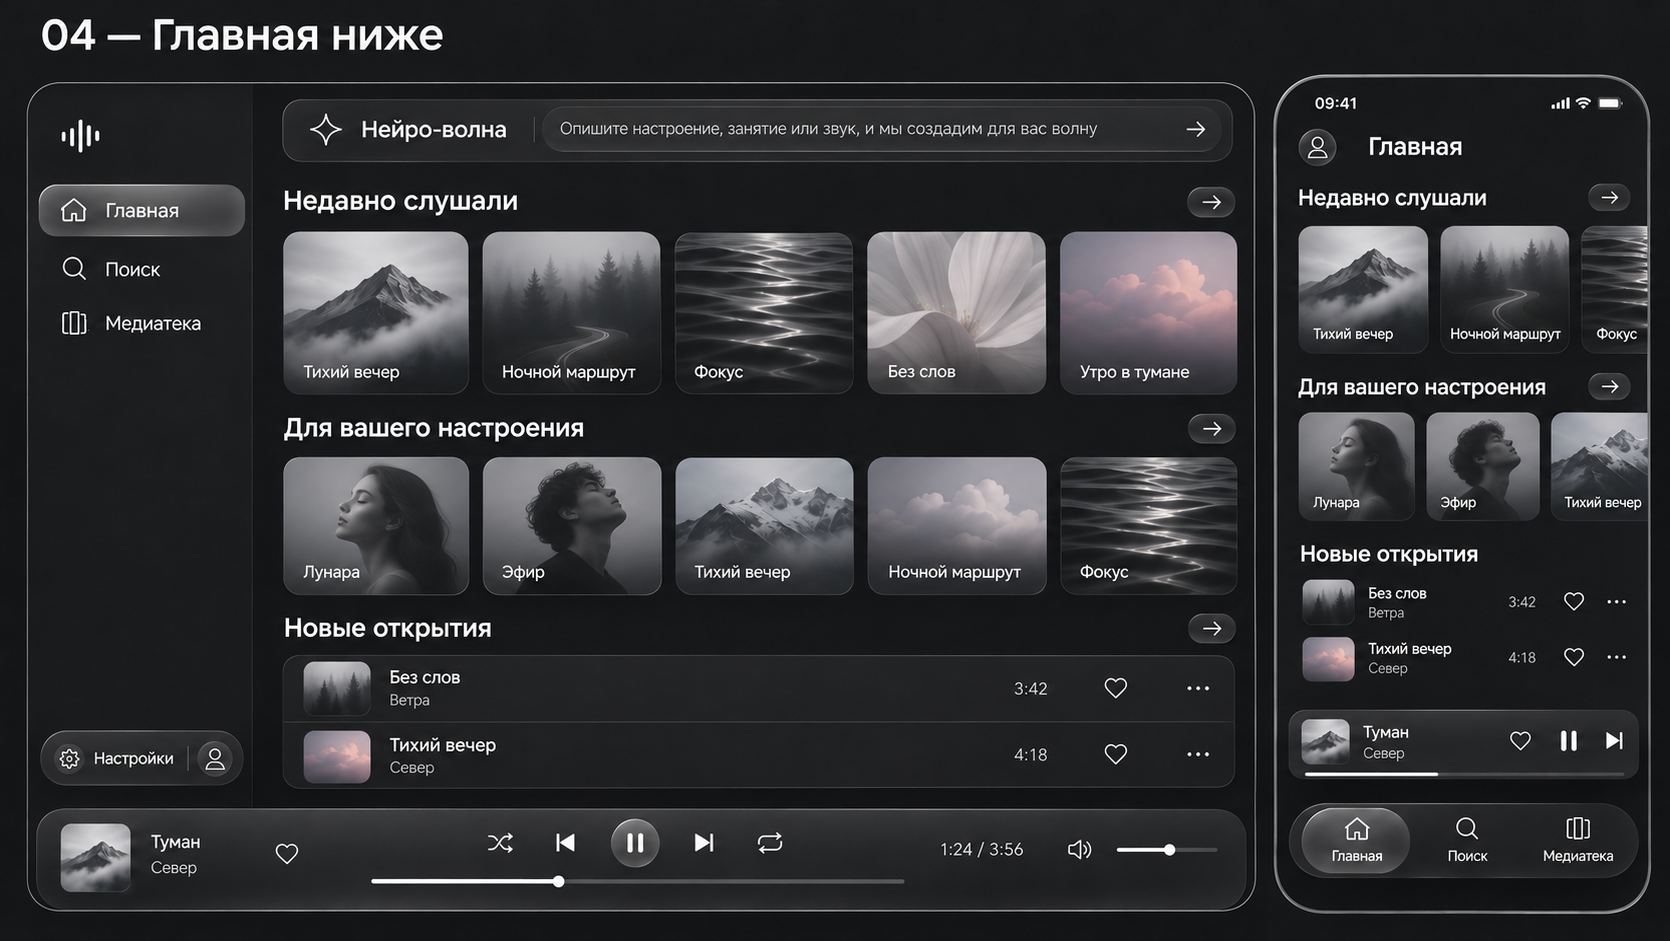 04 — Главная ниже
Главная
Поиск
Медиатека
Настройки
Нейро-волна
Опишите настроение, занятие или звук, и мы создадим для вас волну
Недавно слушали
Тихий вечер
Ночной маршрут
Фокус
Без слов
Утро в тумане
Для вашего настроения
Лунара
Эфир
Тихий вечер
Ночной маршрут
Фокус
Новые открытия
Без слов
Ветра
3:42
Тихий вечер
Север
4:18
Туман
Север
1:24 / 3:56
09:41
Главная
Недавно слушали
Тихий вечер
Ночной маршрут
Фокус
Для вашего настроения
Лунара
Эфир
Тихий вечер
Новые открытия
Без слов
Ветра
3:42
Тихий вечер
Север
4:18
Туман
Север
Главная
Поиск
Медиатека